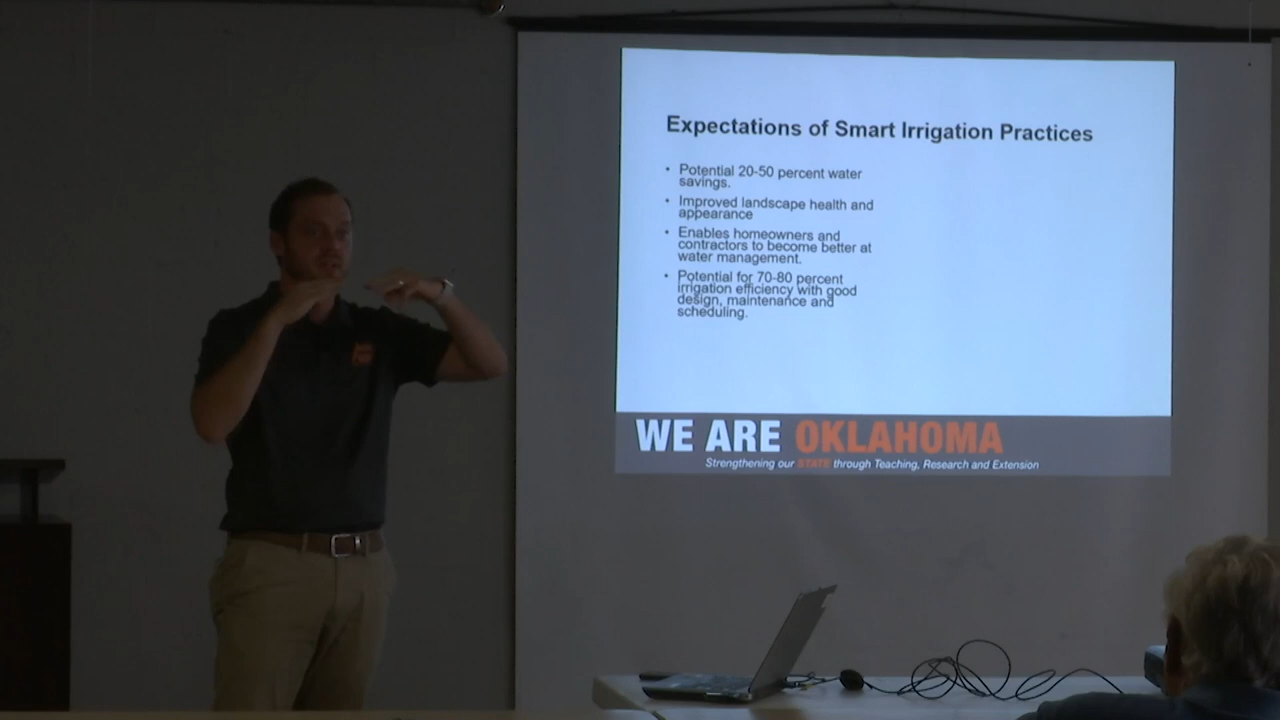 Expectations of Smart Irrigation Practices
• Potential 20-50 percent water
savings.
• Improved landscape health and
appearance
• Enables homeowners and
contractors to become better at
water management.
• Potential for 70-80 percent
irrigation efficiency with good
design, maintenance and
scheduling.
WE ARE OKLAHOMA
Strengthening our STATE through Teaching, Research and Extension